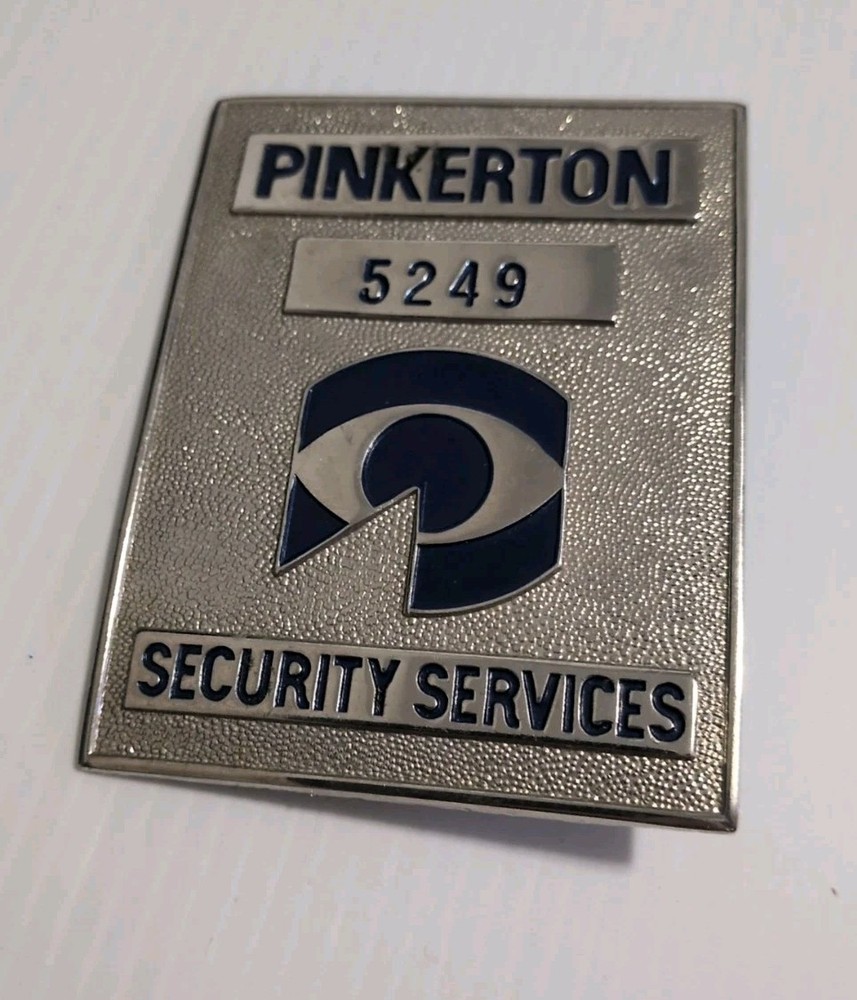 PINKERTON
5249
SECURITY SERVICES